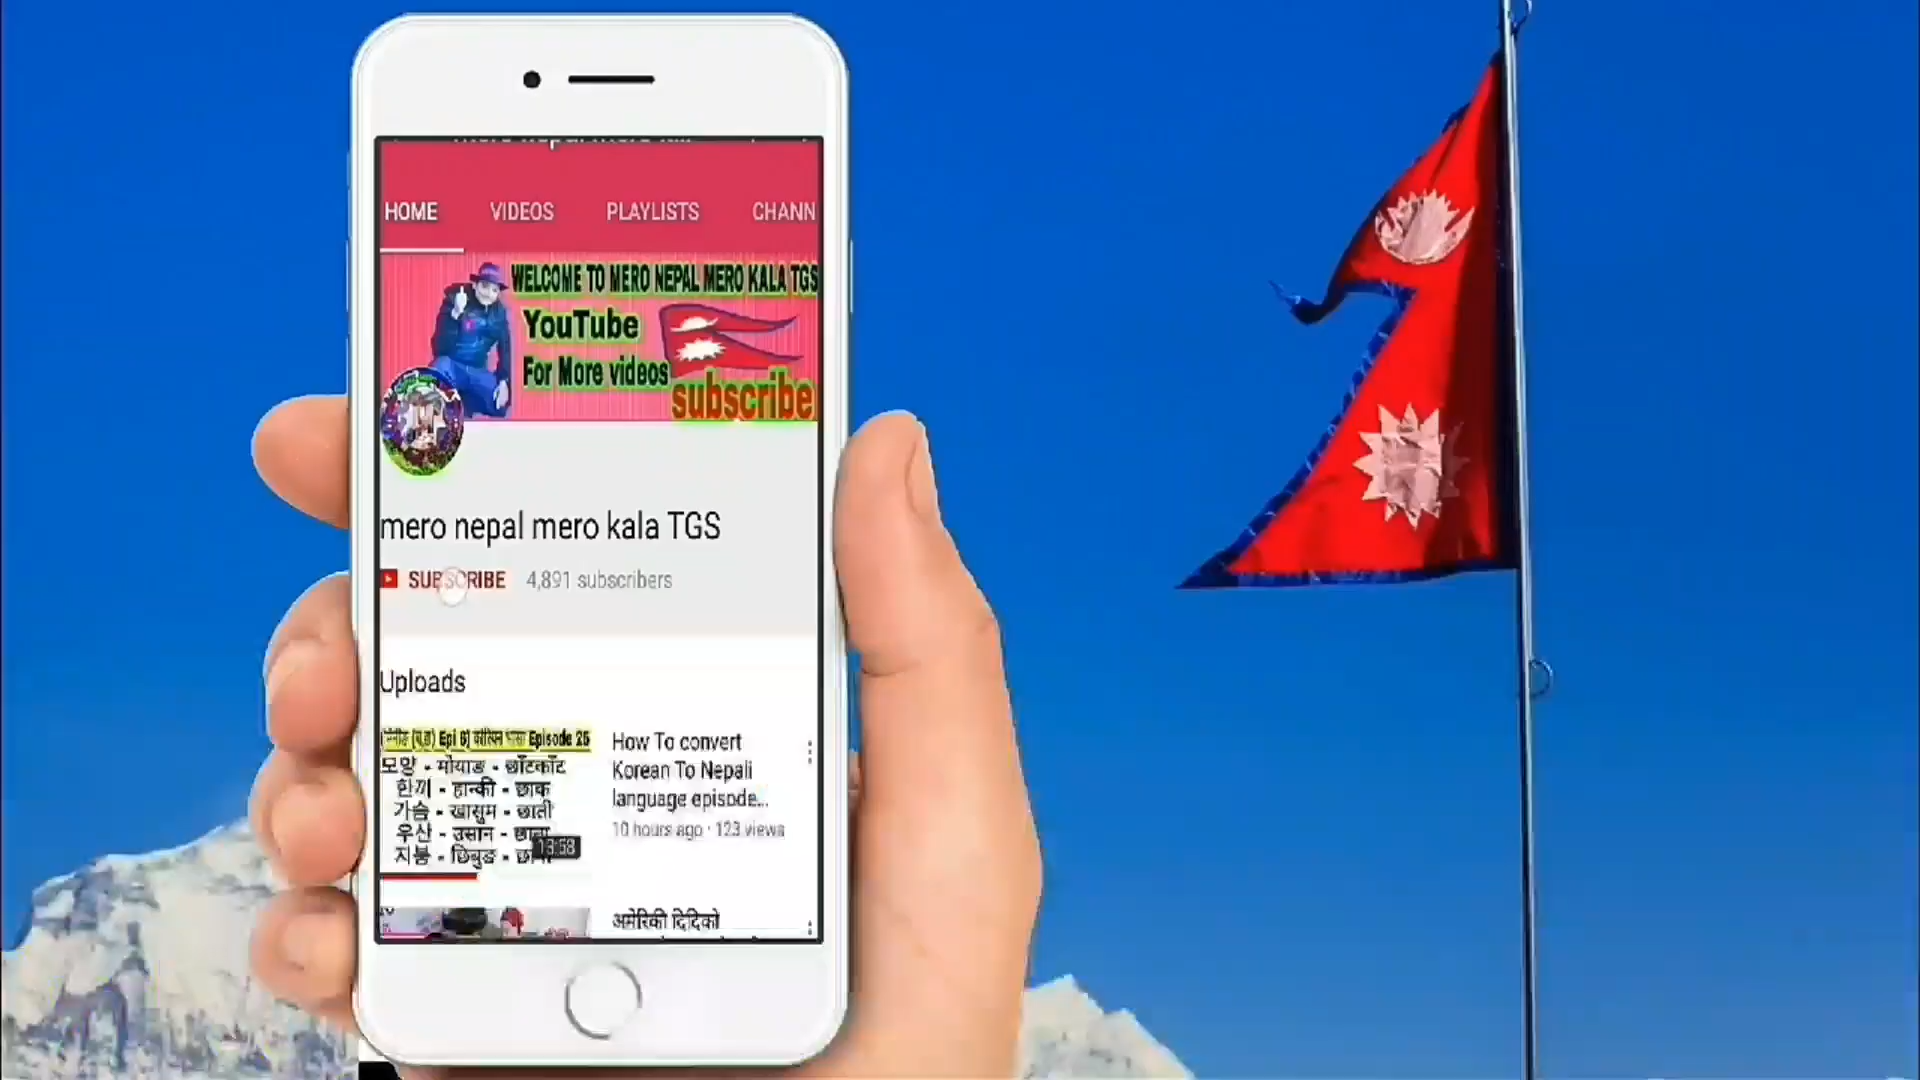 HOME VIDEOS PLAYLISTS CHANN
WELCOME TO MERO NEPAL MERO KALA TGS
YouTube
For More videos
subscribe
mero nepal mero kala TGS
SUBSCRIBE 4,891 subscribers
Uploads
Epi 6) Episode 25
모양 - मोयाङ - छाँटकाँट
한끼 - हान्की - छाक
가슴 - खासुम - छाती
우산 - उसान - छाता
지붕 - छिबुङ
13:58
How To convert
Korean To Nepali
language episode...
10 hours ago · 123 views
अमेरिकी दिदिको